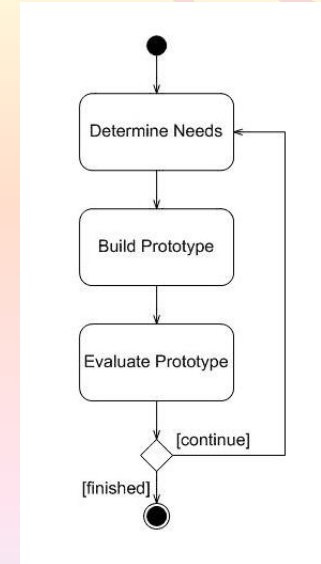 Determine Needs
Build Prototype
Evaluate Prototype
[continue]
[finished]